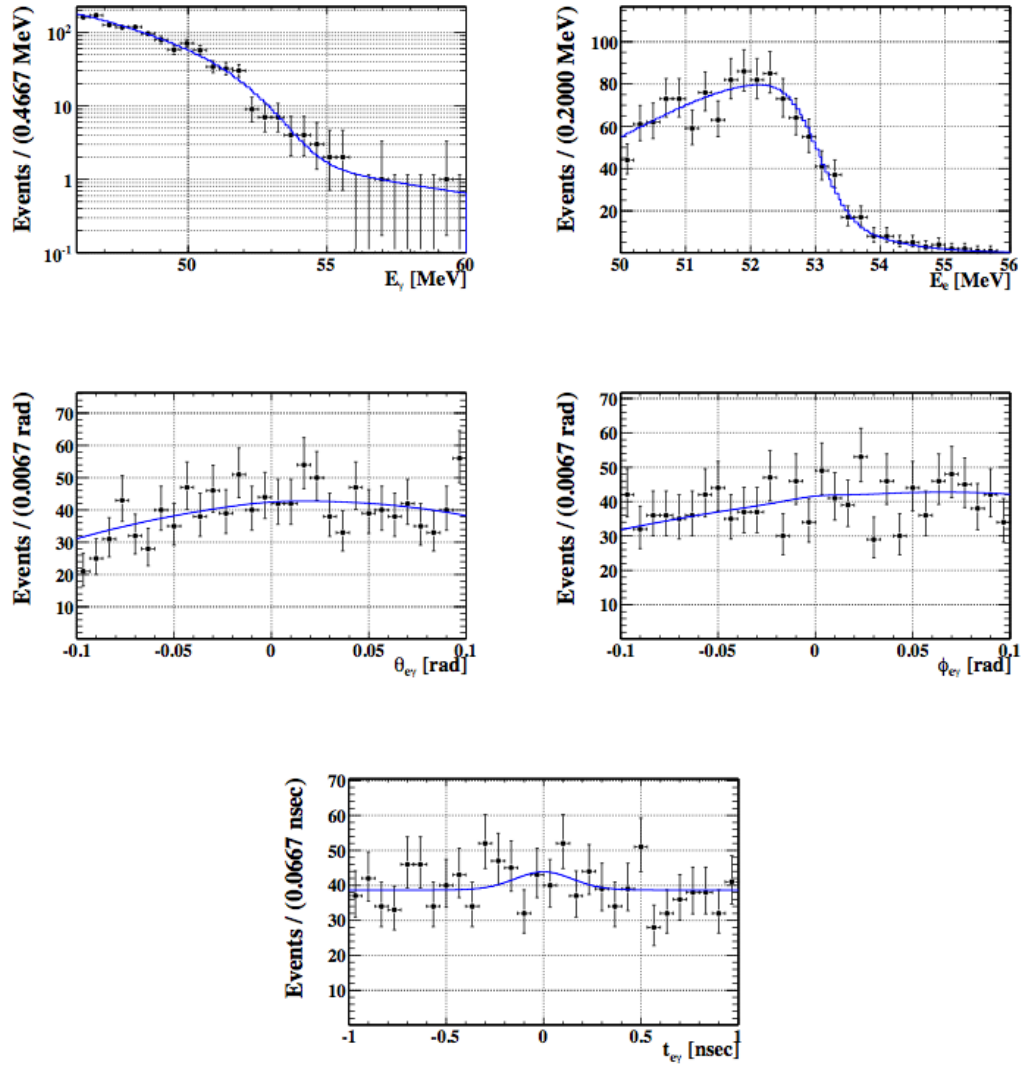 Events / (0.4667 MeV)
10²
10
1
10⁻¹
50 55 60
E_γ [MeV]
Events / (0.2000 MeV)
100
80
60
40
20
50 51 52 53 54 55 56
E_e [MeV]
Events / (0.0067 rad)
70
60
50
40
30
20
10
-0.1 -0.05 0 0.05 0.1
θ_eγ [rad]
Events / (0.0067 rad)
70
60
50
40
30
20
10
-0.1 -0.05 0 0.05 0.1
ϕ_eγ [rad]
Events / (0.0667 nsec)
70
60
50
40
30
20
10
-1 -0.5 0 0.5 1
t_eγ [nsec]